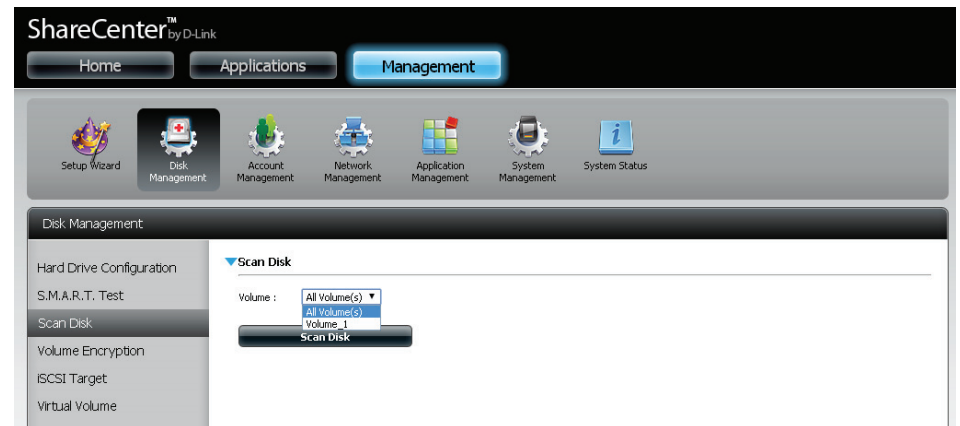 ShareCenter™ by D-Link
Home Applications Management
Setup Wizard Disk Management Account Management Network Management Application Management System Management System Status
Disk Management
Hard Drive Configuration
S.M.A.R.T. Test
Scan Disk
Volume Encryption
iSCSI Target
Virtual Volume
Scan Disk
Volume : All Volume(s)
All Volume(s)
Volume_1
Scan Disk